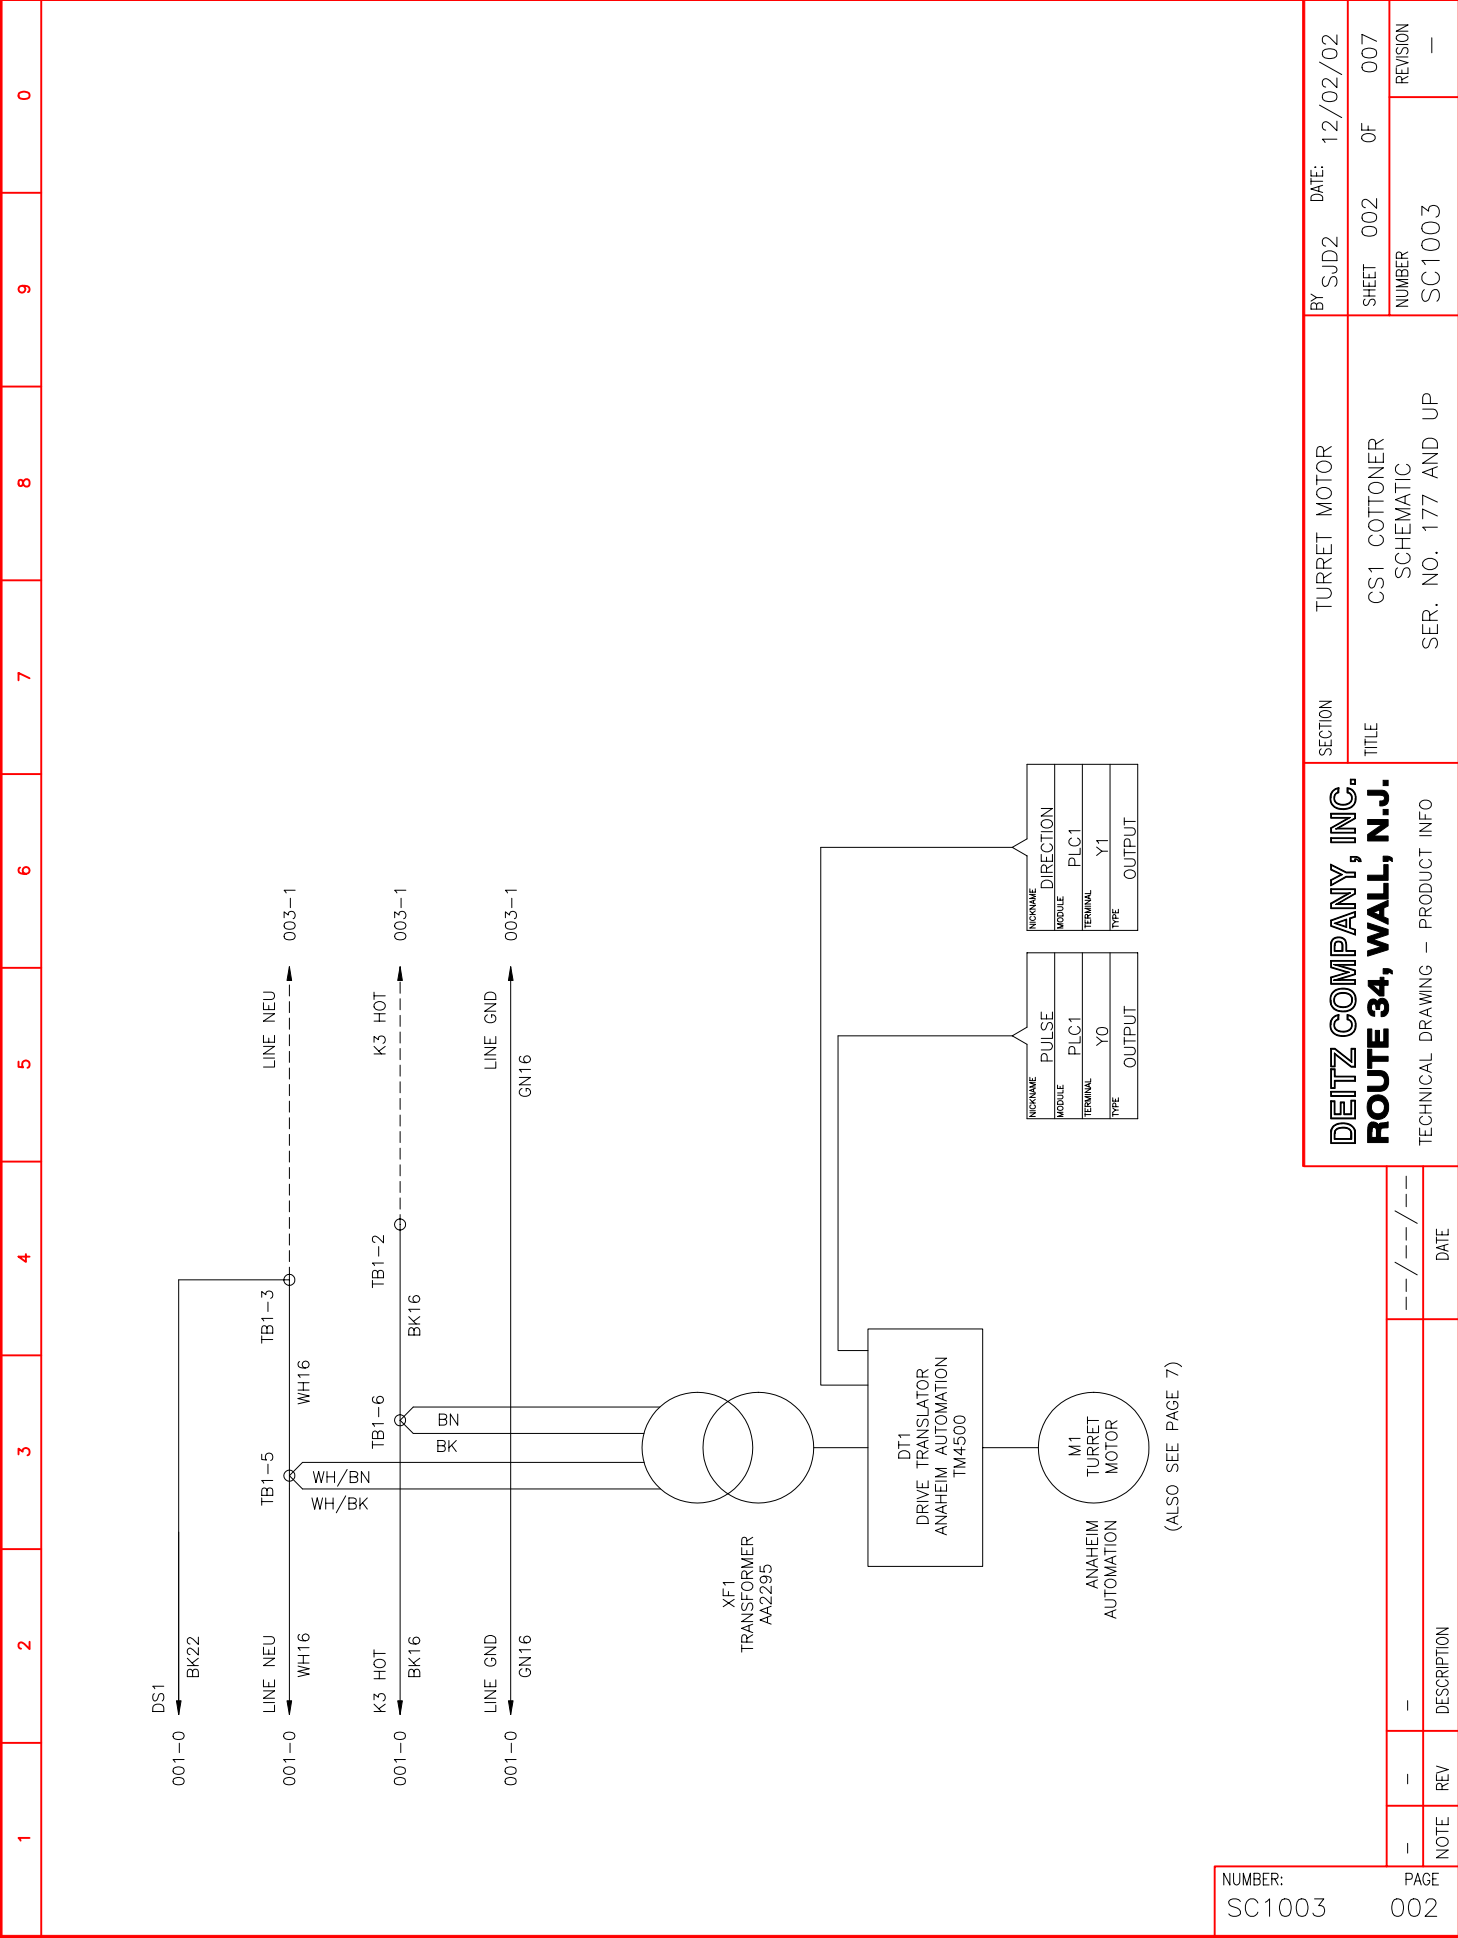 1
2
3
4
5
6
7
8
9
0
DS1
001-0
BK22
LINE NEU
001-0
WH16
TB1-5
WH16
TB1-3
LINE NEU
003-1
WH/BN
WH/BK
K3 HOT
001-0
BK16
TB1-6
BK16
TB1-2
K3 HOT
003-1
BN
BK
LINE GND
001-0
GN16
LINE GND
GN16
003-1
XF1
TRANSFORMER
AA2295
DT1
DRIVE TRANSLATOR
ANAHEIM AUTOMATION
TM4500
M1
TURRET
MOTOR
ANAHEIM
AUTOMATION
(ALSO SEE PAGE 7)
NICKNAME PULSE
MODULE PLC1
TERMINAL Y0
TYPE OUTPUT
NICKNAME DIRECTION
MODULE PLC1
TERMINAL Y1
TYPE OUTPUT
NUMBER:
SC1003
PAGE
002
- - - --/--/--
NOTE REV DESCRIPTION DATE
DEITZ COMPANY, INC.
ROUTE 34, WALL, N.J.
TECHNICAL DRAWING - PRODUCT INFO
SECTION TURRET MOTOR
TITLE CS1 COTTONER
SCHEMATIC
SER. NO. 177 AND UP
BY SJD2 DATE: 12/02/02
SHEET 002 OF 007
NUMBER
SC1003
REVISION
-